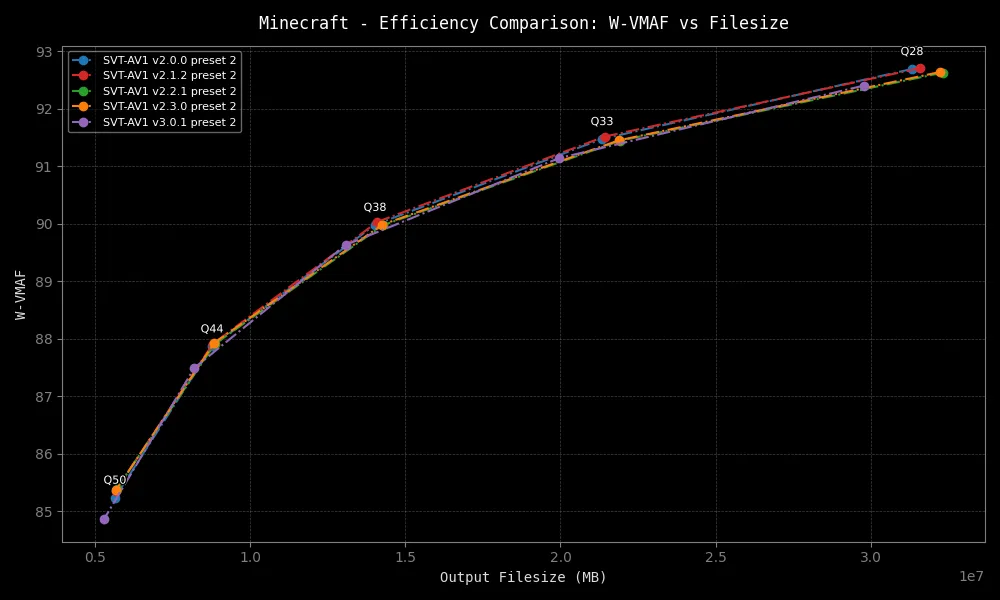 Minecraft - Efficiency Comparison: W-VMAF vs Filesize
SVT-AV1 v2.0.0 preset 2
SVT-AV1 v2.1.2 preset 2
SVT-AV1 v2.2.1 preset 2
SVT-AV1 v2.3.0 preset 2
SVT-AV1 v3.0.1 preset 2
Q28
Q33
Q38
Q44
Q50
W-VMAF
93
92
91
90
89
88
87
86
85
0.5 1.0 1.5 2.0 2.5 3.0
1e7
Output Filesize (MB)